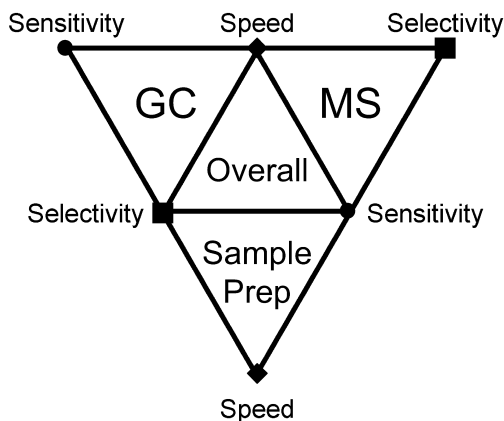 Sensitivity Speed Selectivity
GC MS
Overall
Selectivity Sensitivity
Sample
Prep
Speed